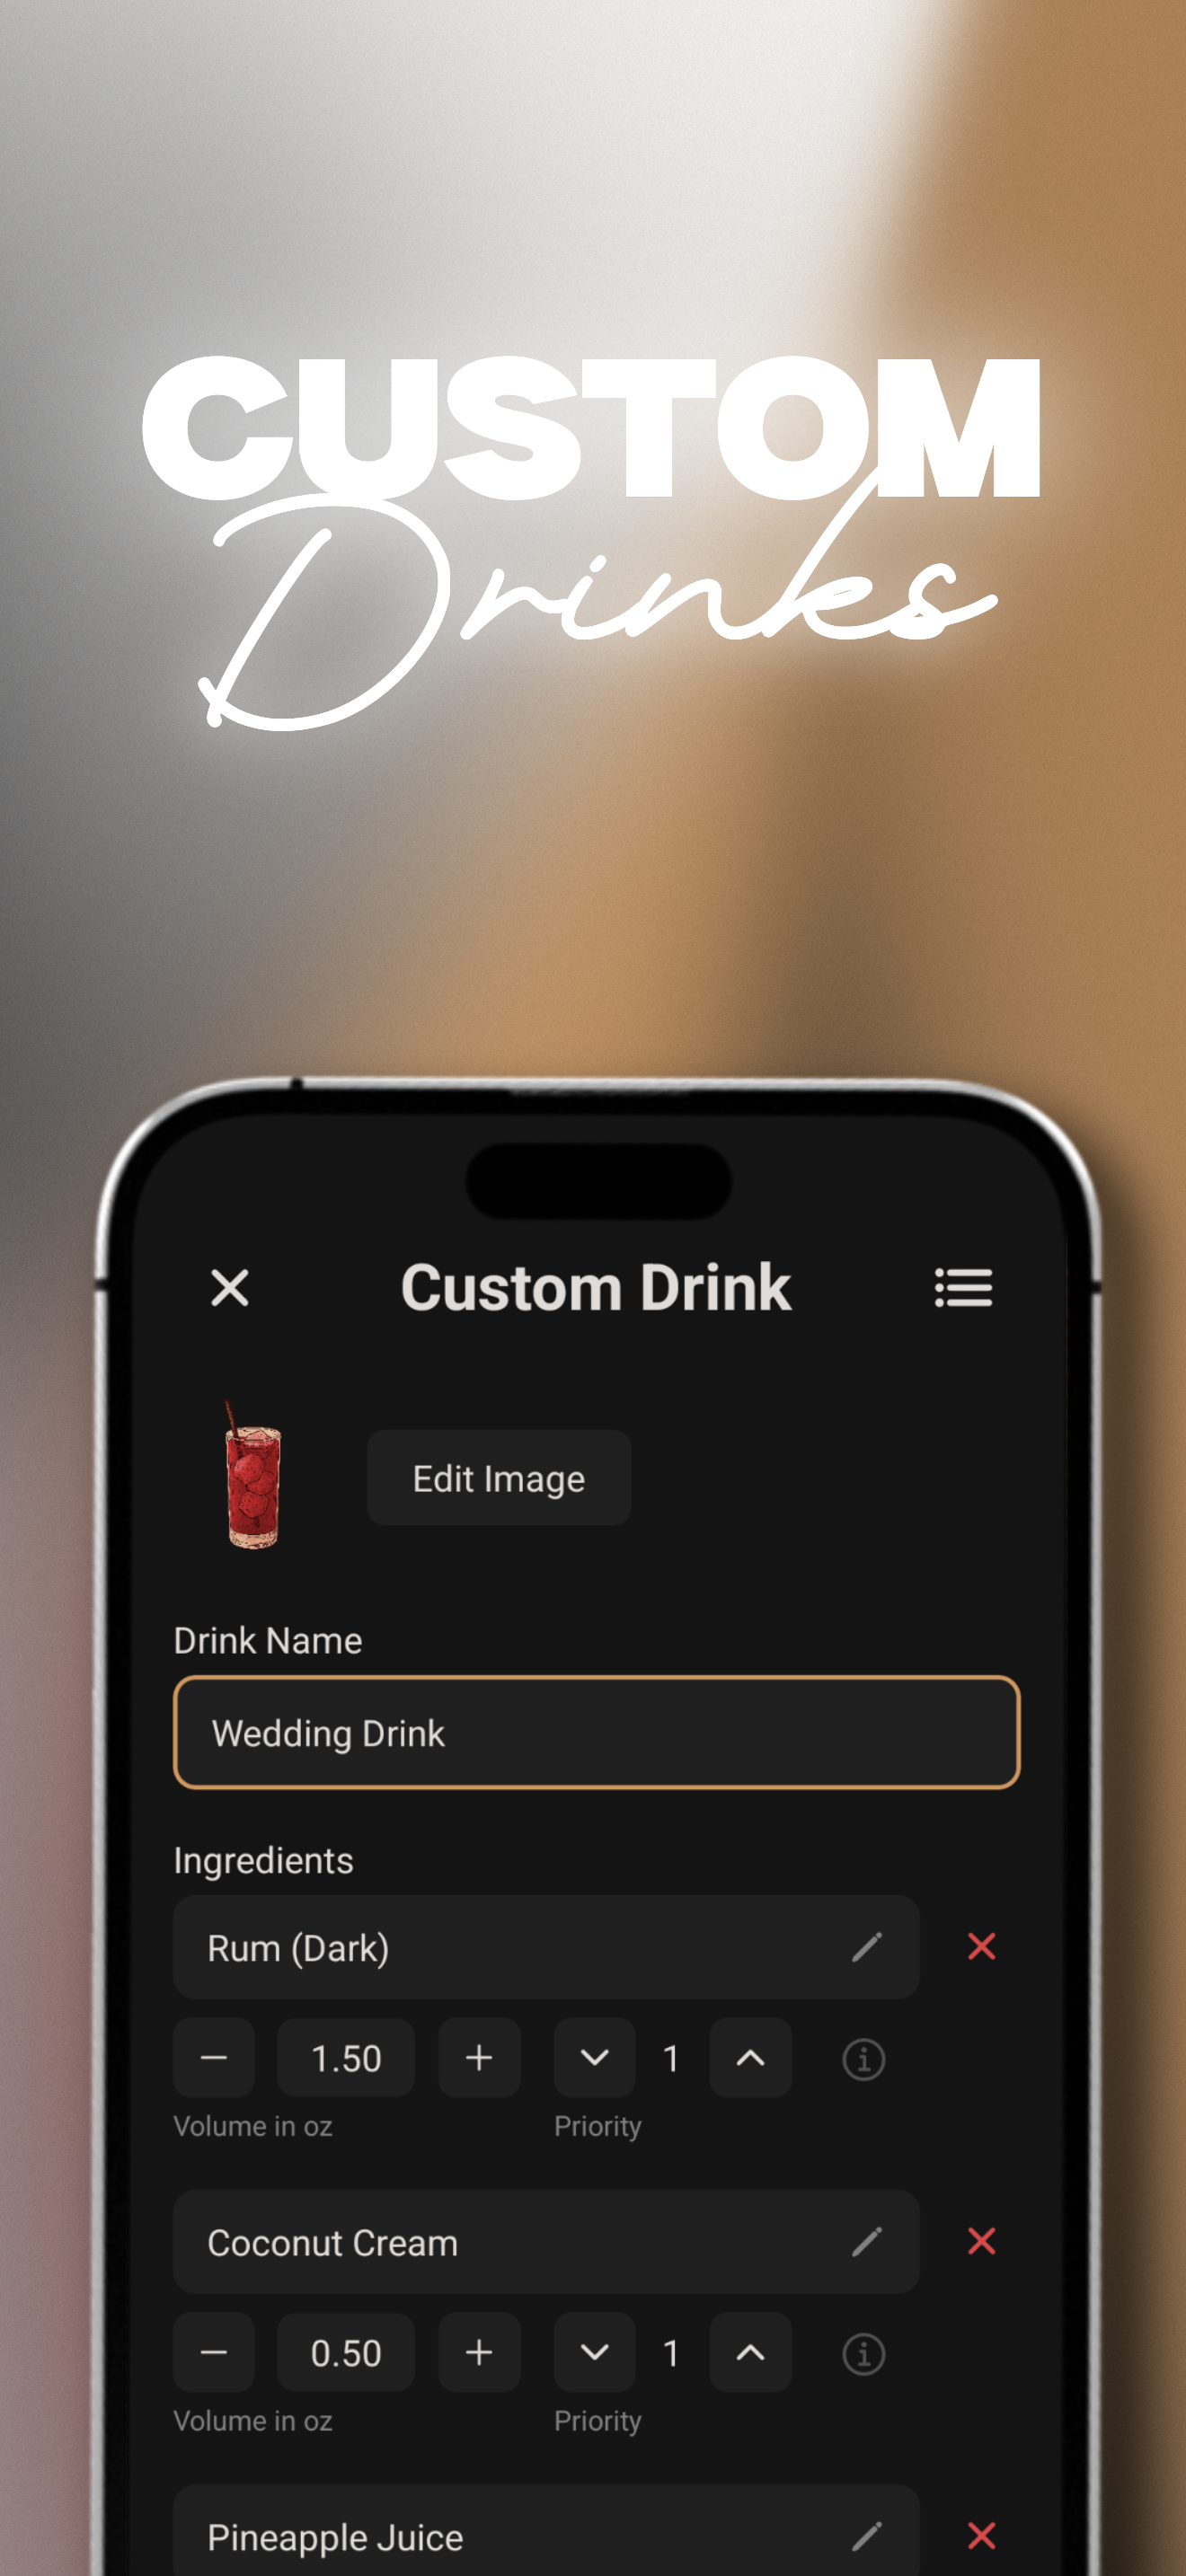 CUSTOM
Drinks
Custom Drink
Edit Image
Drink Name
Wedding Drink
Ingredients
Rum (Dark)
1.50 1
Volume in oz Priority
Coconut Cream
0.50 1
Volume in oz Priority
Pineapple Juice